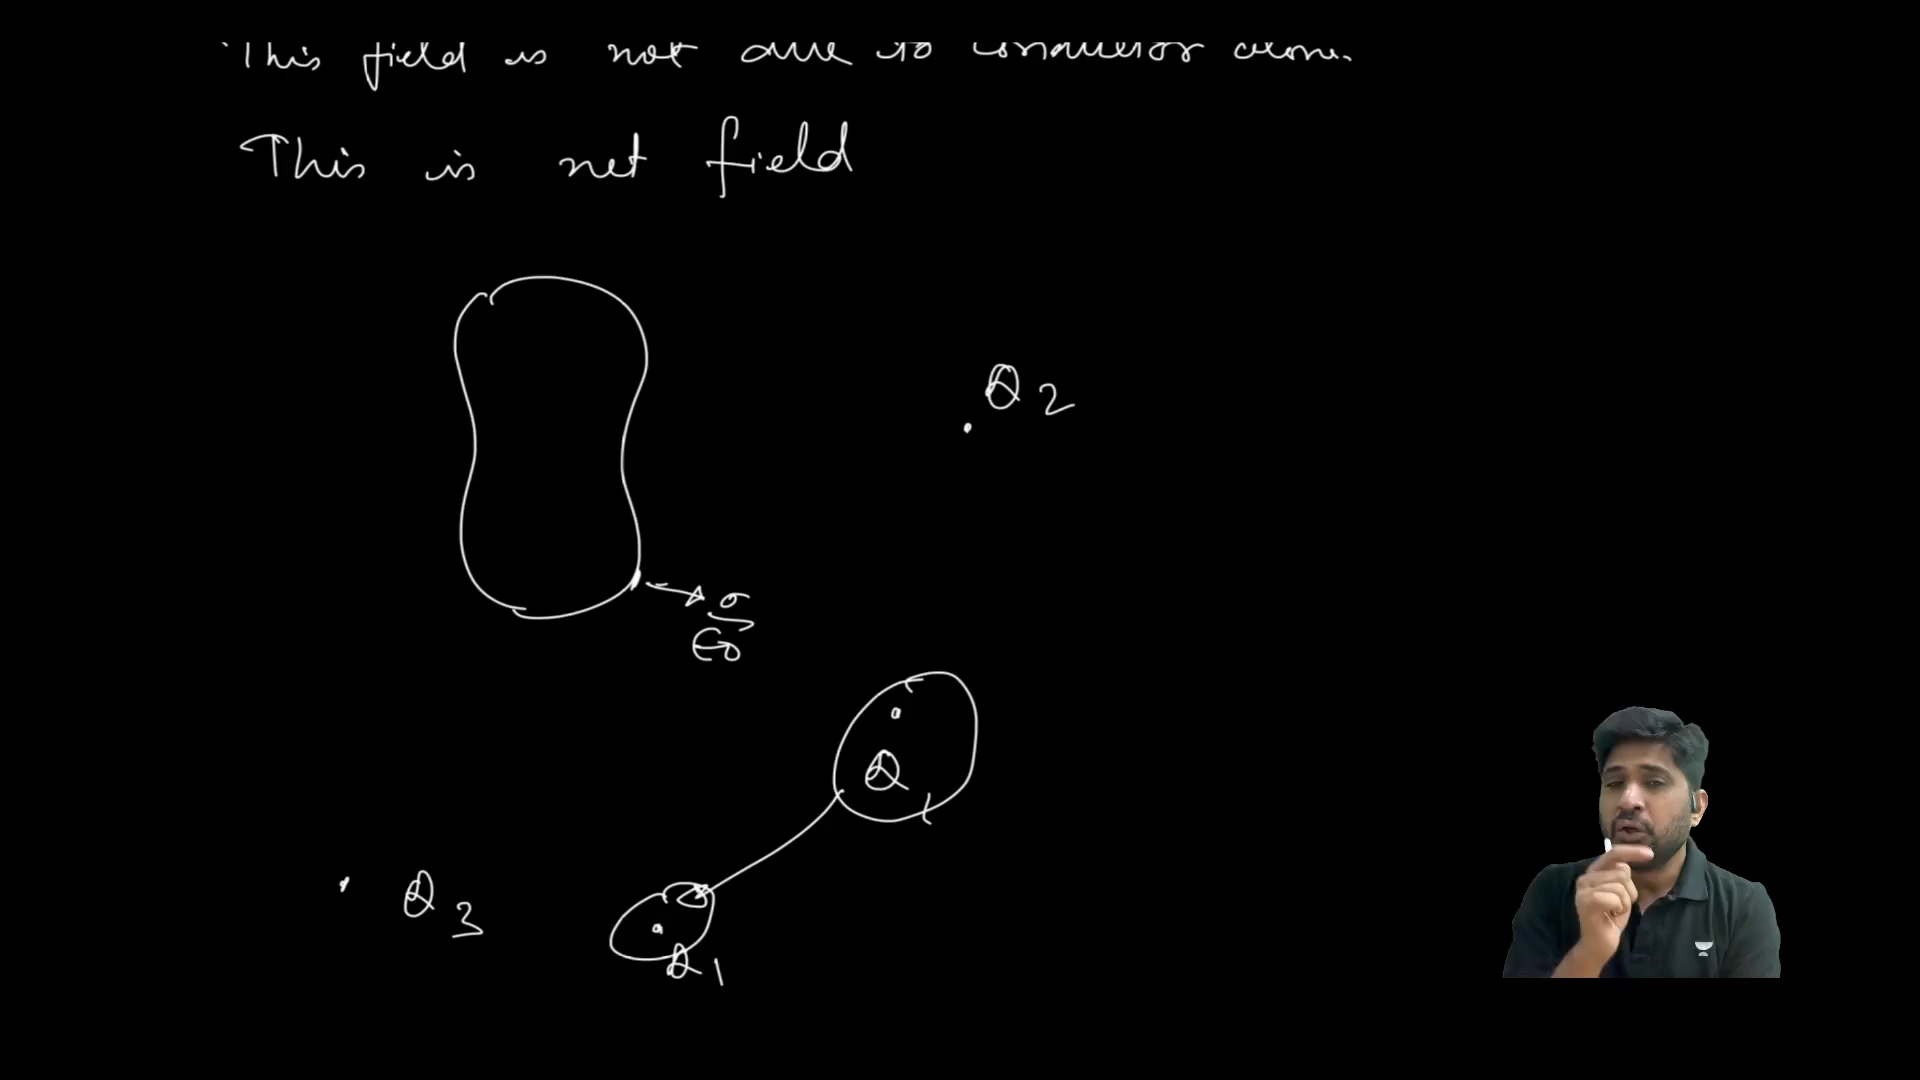 This field is not due to conductor alone.
This is net field
Q2
σ
ϵ0
Q
Q3
Q1